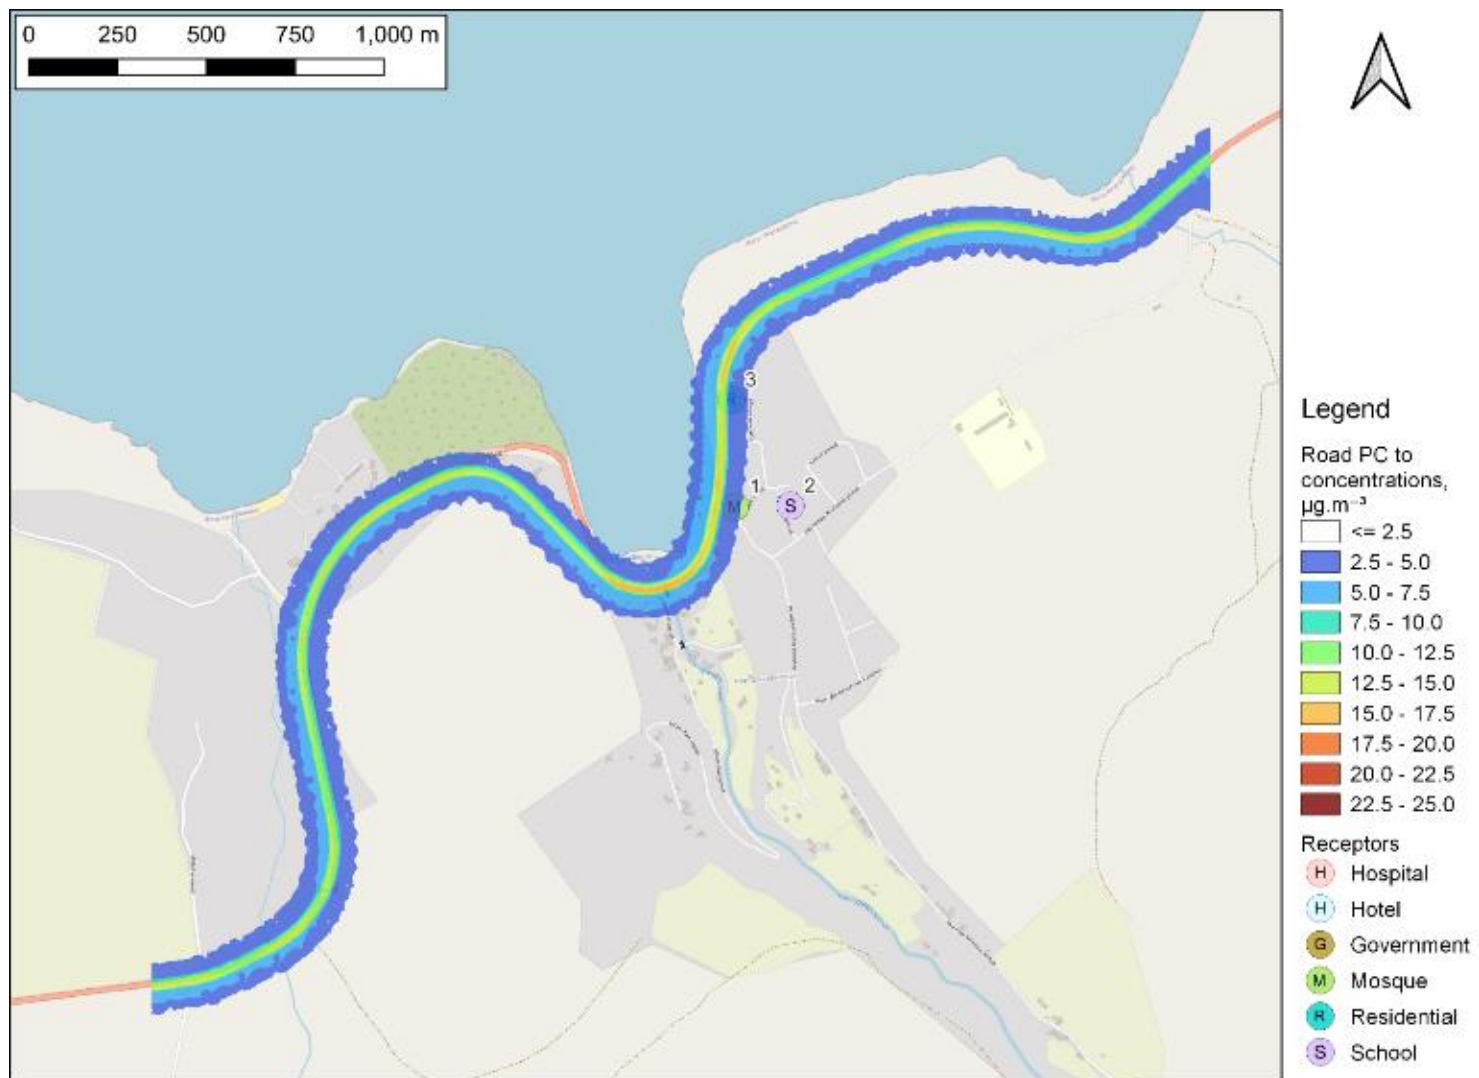 0 250 500 750 1,000 m
3
1
2
M
S
Legend
Road PC to
concentrations,
µg.m⁻³
<= 2.5
2.5 - 5.0
5.0 - 7.5
7.5 - 10.0
10.0 - 12.5
12.5 - 15.0
15.0 - 17.5
17.5 - 20.0
20.0 - 22.5
22.5 - 25.0
Receptors
H Hospital
H Hotel
G Government
M Mosque
R Residential
S School